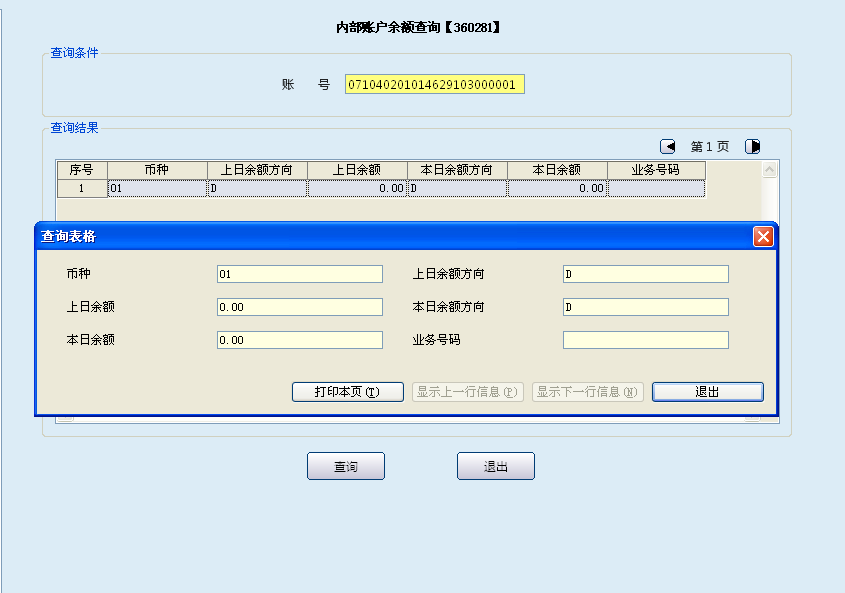 内部账户余额查询【360281】
查询条件
账 号 071040201014629103000001
查询结果
第 1 页
序号 币种 上日余额方向 上日余额 本日余额方向 本日余额 业务号码
1 01 D 0.00 D 0.00
查询表格
币种 01 上日余额方向 D
上日余额 0.00 本日余额方向 D
本日余额 0.00 业务号码
打印本页(T) 显示上一行信息(P) 显示下一行信息(N) 退出
查询 退出